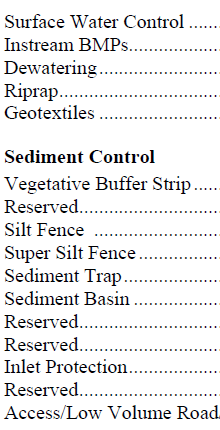 Surface Water Control ......
Instream BMPs.................
Dewatering......................
Riprap.............................
Geotextiles .....................
Sediment Control
Vegetative Buffer Strip .....
Reserved..........................
Silt Fence .......................
Super Silt Fence ...............
Sediment Trap..................
Sediment Basin ................
Reserved..........................
Reserved..........................
Inlet Protection.................
Reserved..........................
Access/Low Volume Road.